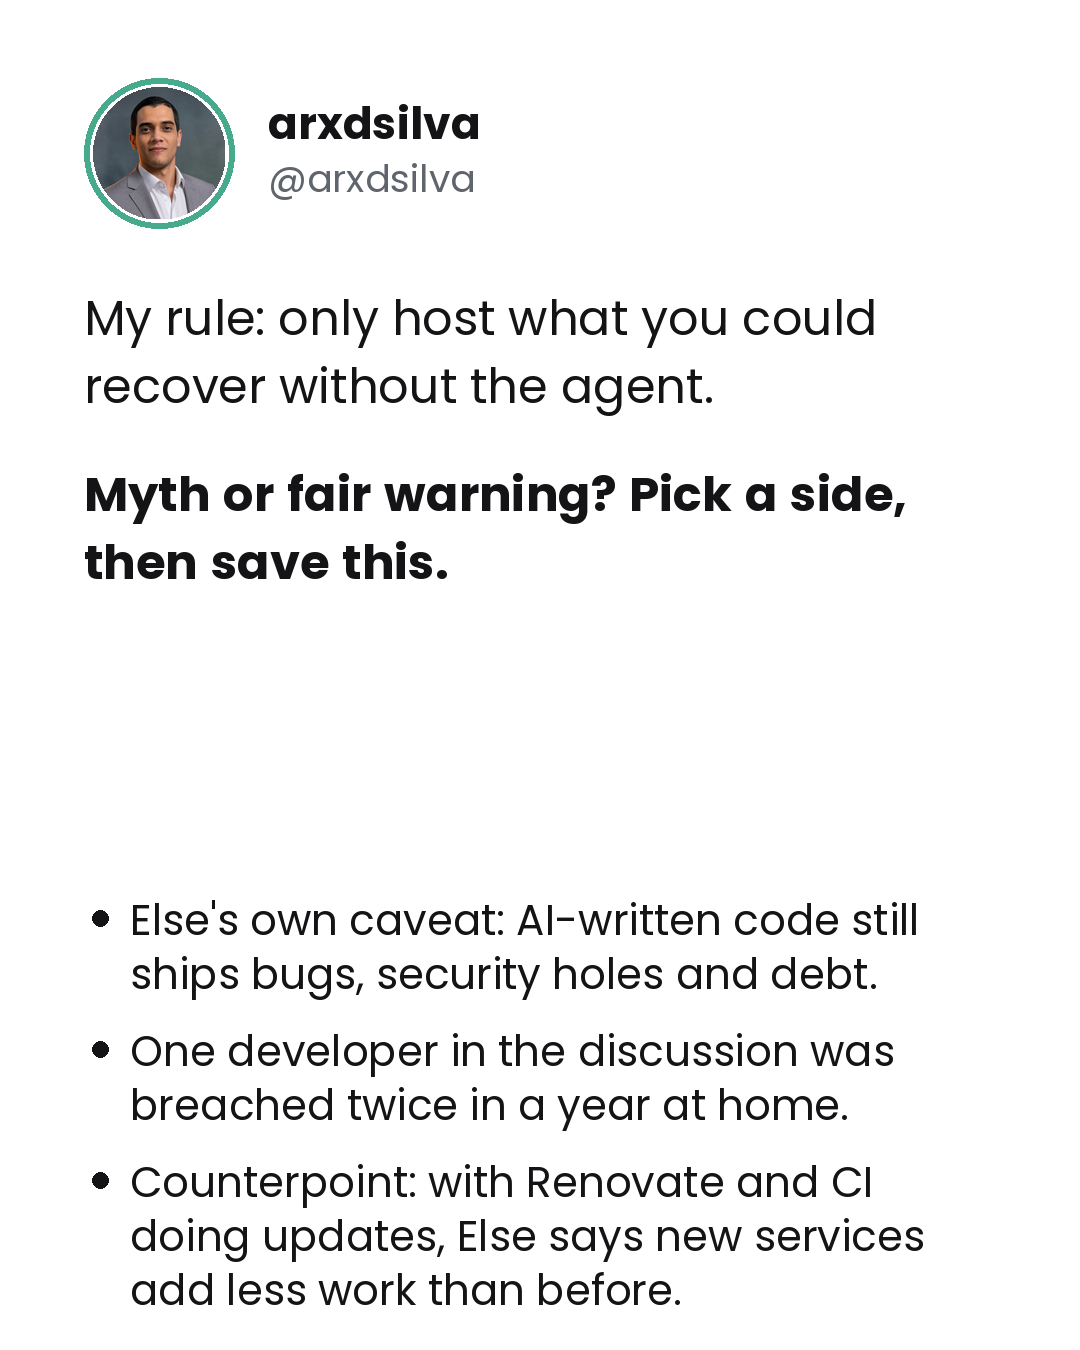 arxdsilva
@arxdsilva
My rule: only host what you could
recover without the agent.
Myth or fair warning? Pick a side,
then save this.
• Else's own caveat: AI-written code still
ships bugs, security holes and debt.
• One developer in the discussion was
breached twice in a year at home.
• Counterpoint: with Renovate and CI
doing updates, Else says new services
add less work than before.